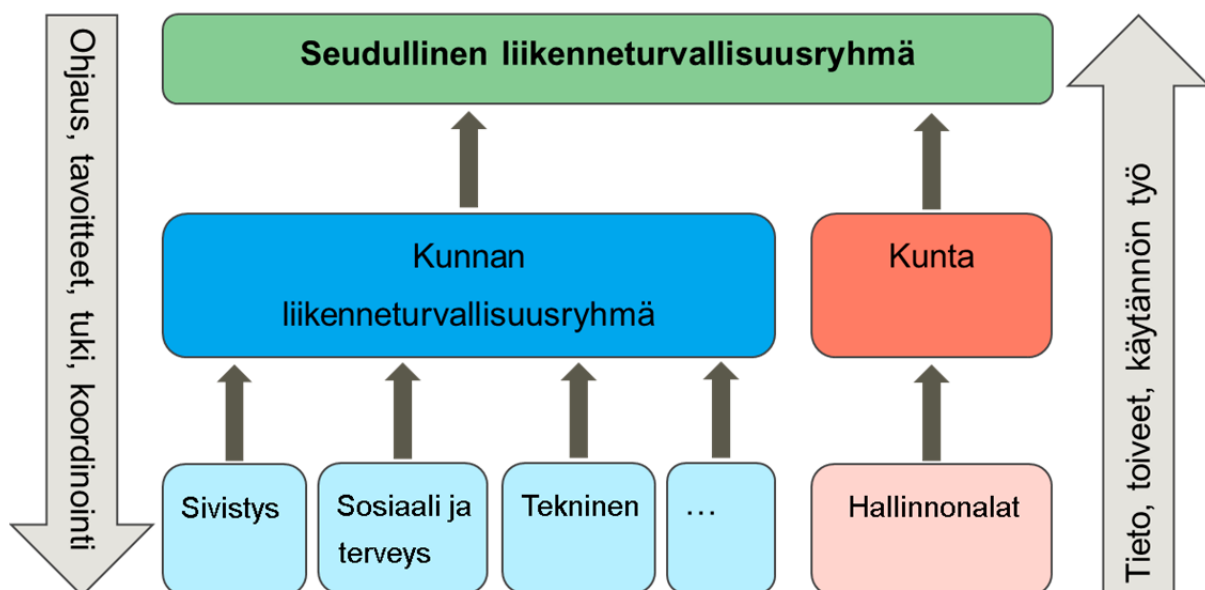 Ohjaus, tavoitteet, tuki, koordinointi
Seudullinen liikenneturvallisuusryhmä
Tieto, toiveet, käytännön työ
Kunnan
liikenneturvallisuusryhmä
Kunta
Sivistys
Sosiaali ja
terveys
Tekninen
...
Hallinnonalat